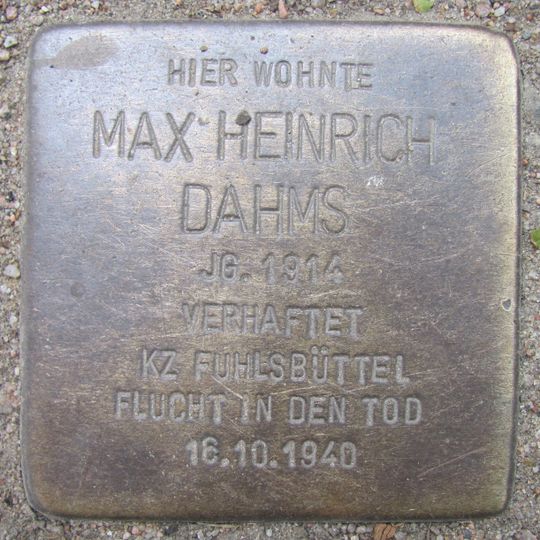 HIER WOHNTE
MAX HEINRICH
DAHMS
JG. 1914
VERHAFTET
KZ FUHLSBÜTTEL
FLUCHT IN DEN TOD
16.10.1940